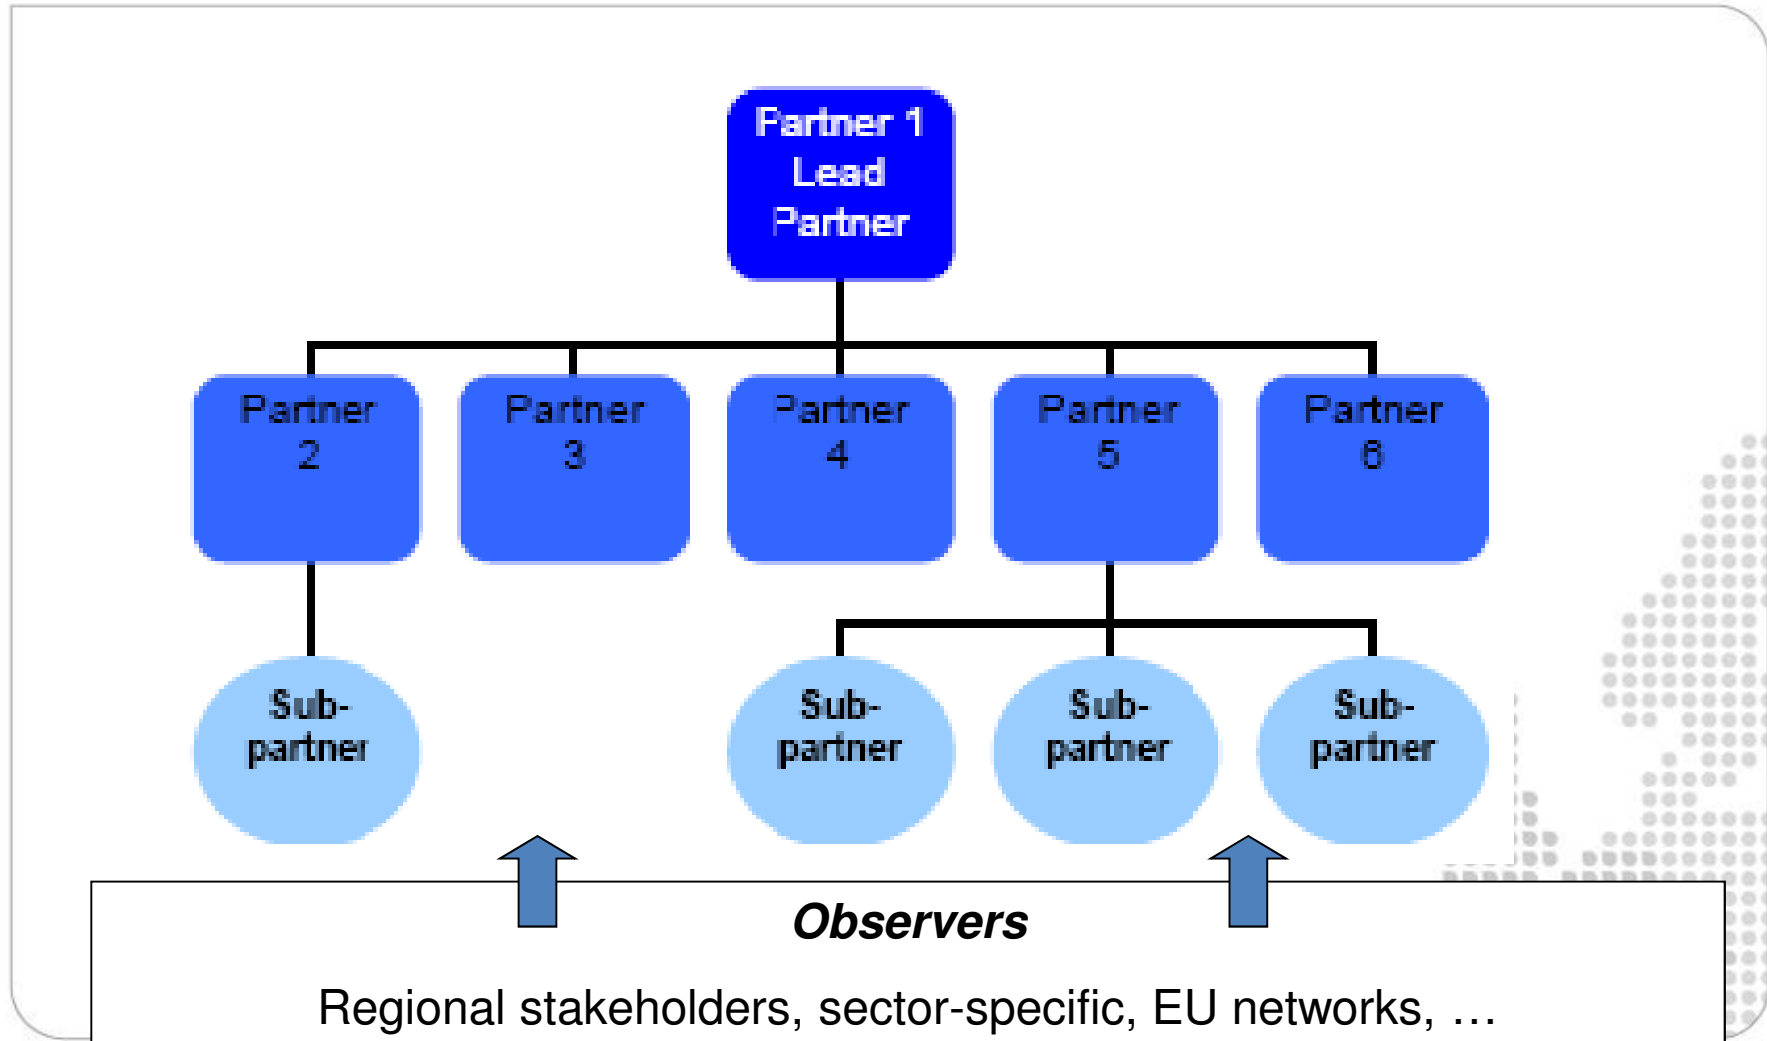 Partner 1
Lead
Partner
Partner
2
Partner
3
Partner
4
Partner
5
Partner
6
Sub-
partner
Sub-
partner
Sub-
partner
Sub-
partner
Observers
Regional stakeholders, sector-specific, EU networks, …